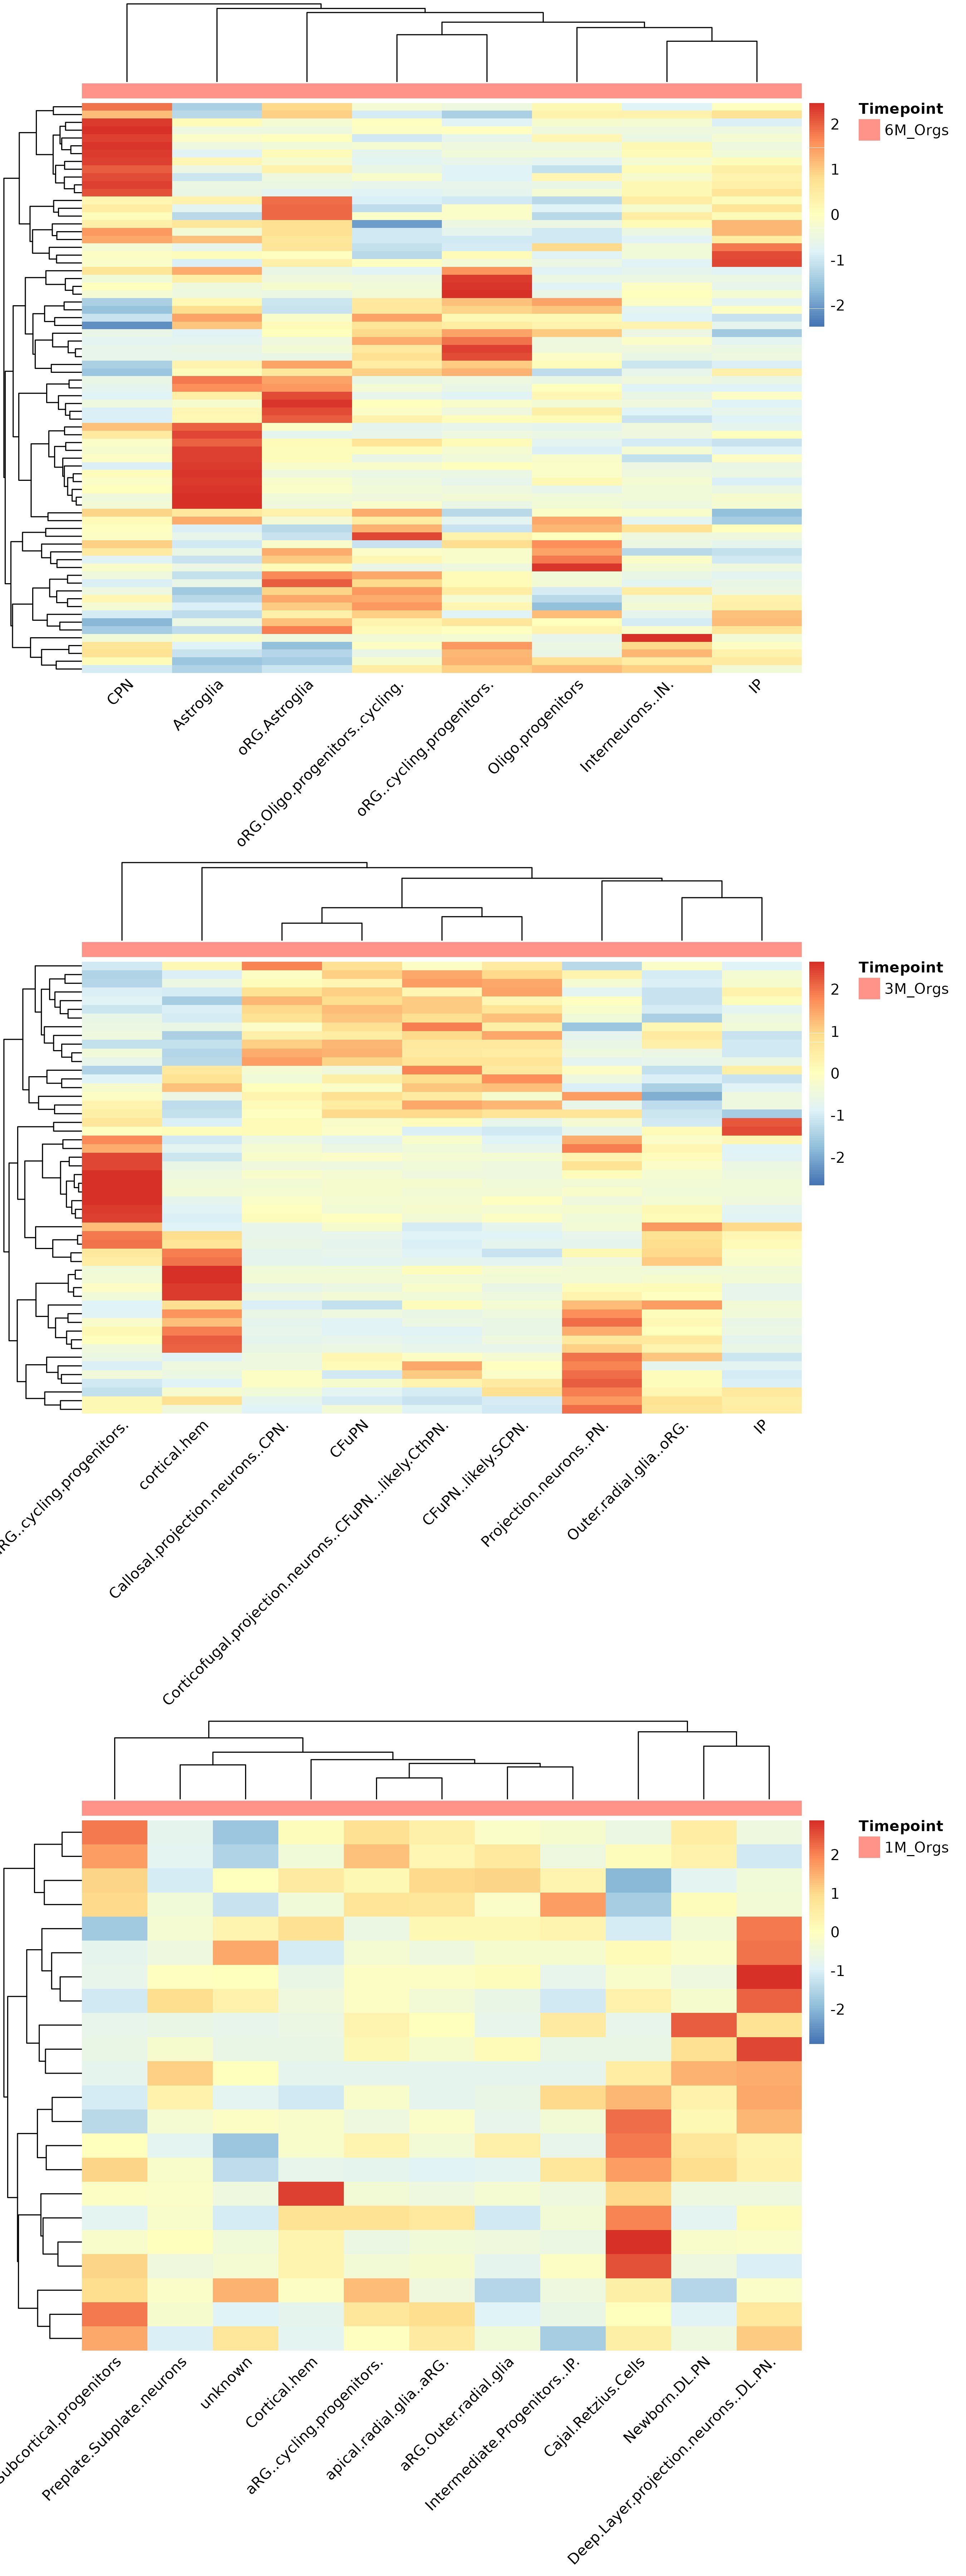 Timepoint
6M_Orgs
2
1
0
-1
-2
CPN
Astroglia
oRG.Astroglia
oRG.Oligo.progenitors..cycling.
oRG..cycling.progenitors.
Oligo.progenitors
Interneurons..IN.
IP
Timepoint
3M_Orgs
2
1
0
-1
-2
RG..cycling.progenitors.
cortical.hem
Callosal.projection.neurons..CPN.
CFuPN
Corticofugal.projection.neurons..CFuPN...likely.CthPN.
CFuPN..likely.SCPN.
Projection.neurons..PN.
Outer.radial.glia..oRG.
IP
Timepoint
1M_Orgs
2
1
0
-1
-2
Subcortical.progenitors
Preplate.Subplate.neurons
unknown
Cortical.hem
aRG..cycling.progenitors.
apical.radial.glia..aRG.
aRG.Outer.radial.glia
Intermediate.Progenitors..IP.
Cajal.Retzius.Cells
Newborn.DL.PN
Deep.Layer.projection.neurons..DL.PN.